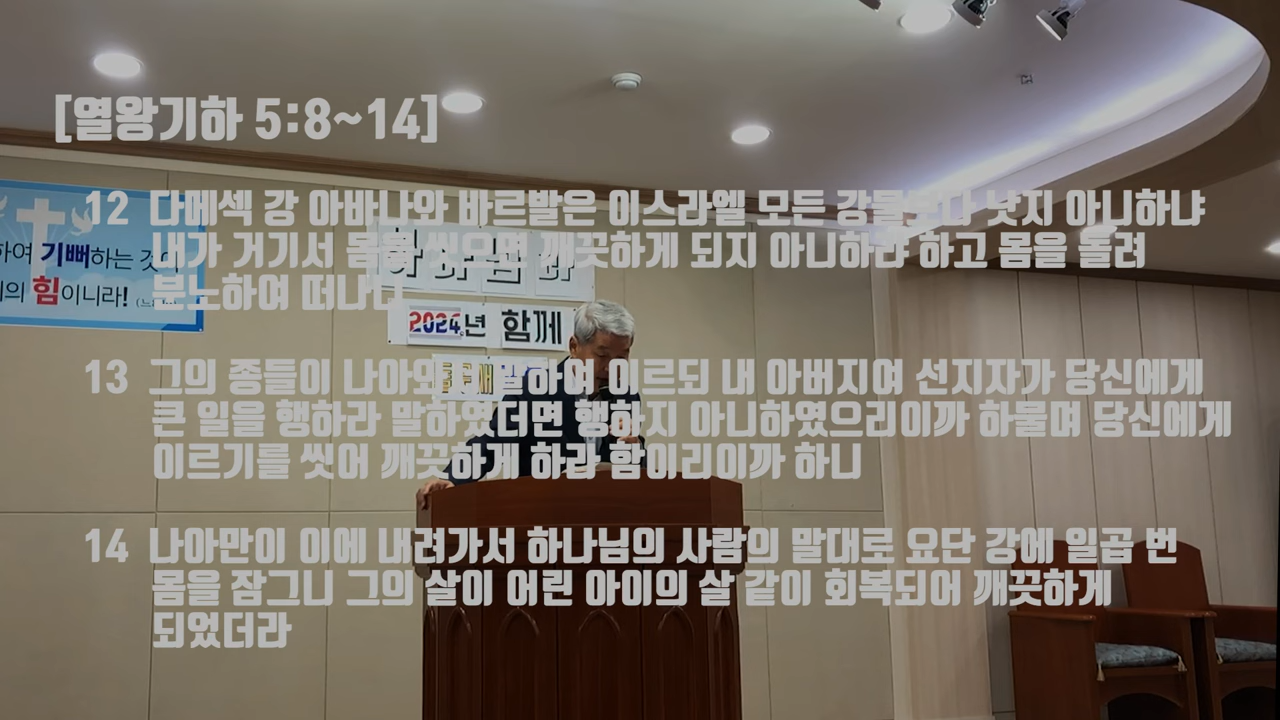 [열왕기하 5:8~14]
12 다메섹 강 아바나와 바르발은 이스라엘 모든 강물보다 낫지 아니하냐
내가 거기서 몸을 씻으면 깨끗하게 되지 아니하랴 하고 몸을 돌려
분노하여 떠나니
13 그의 종들이 나아와서 말하여 이르되 내 아버지여 선지자가 당신에게
큰 일을 행하라 말하였더면 행하지 아니하였으리이까 하물며 당신에게
이르기를 씻어 깨끗하게 하라 함이리이까 하니
14 나아만이 이에 내려가서 하나님의 사람의 말대로 요단 강에 일곱 번
몸을 잠그니 그의 살이 어린 아이의 살 같이 회복되어 깨끗하게
되었더라
하여 기뻐하는 것
의 힘이니라!
2024년 함께